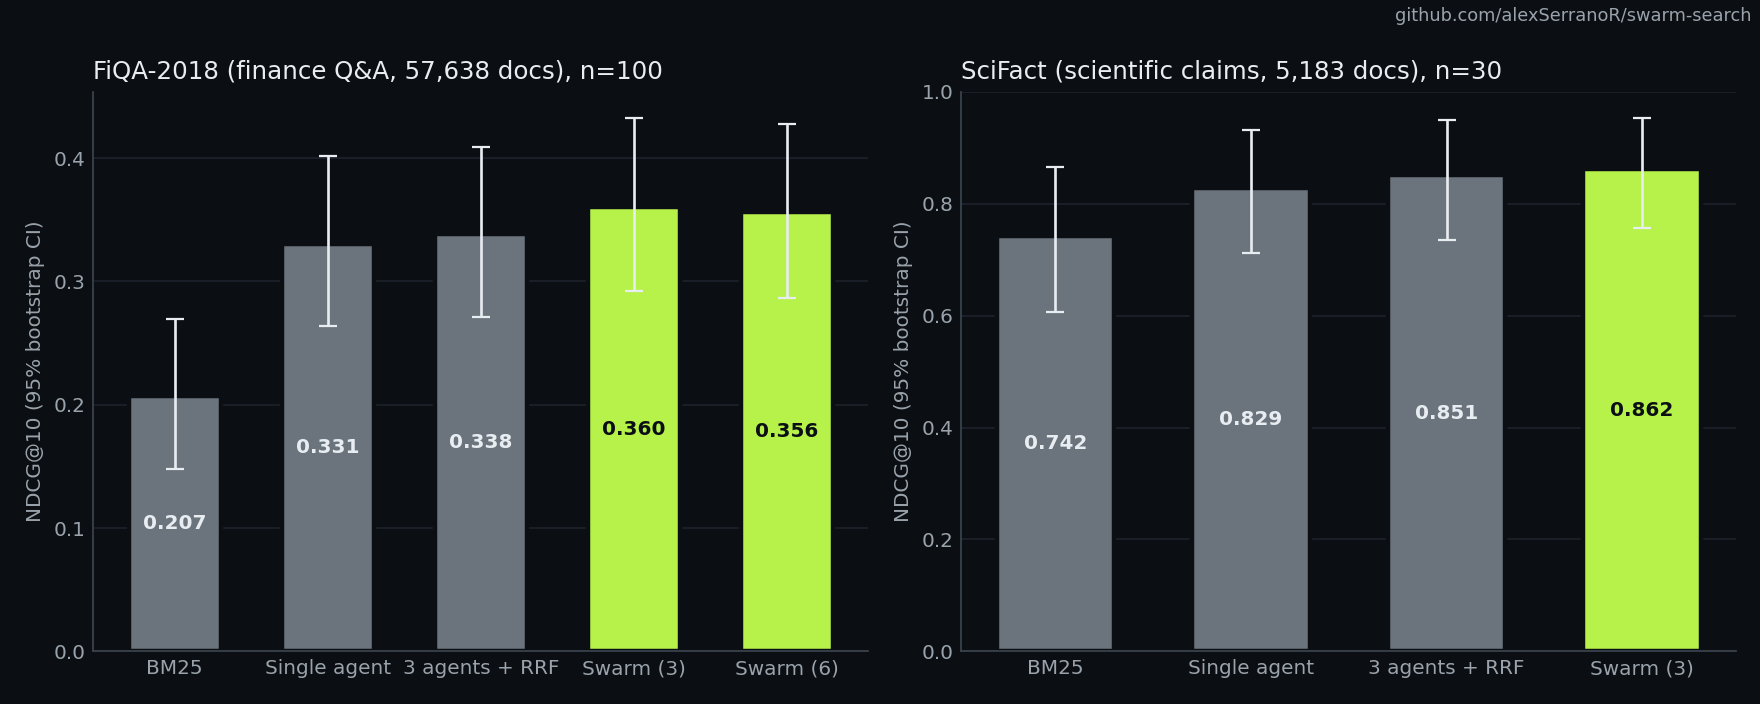 github.com/alexSerranoR/swarm-search
FiQA-2018 (finance Q&A, 57,638 docs), n=100
NDCG@10 (95% bootstrap CI)
0.4
0.3
0.2
0.1
0.0
0.207
0.331
0.338
0.360
0.356
BM25
Single agent
3 agents + RRF
Swarm (3)
Swarm (6)
SciFact (scientific claims, 5,183 docs), n=30
NDCG@10 (95% bootstrap CI)
1.0
0.8
0.6
0.4
0.2
0.0
0.742
0.829
0.851
0.862
BM25
Single agent
3 agents + RRF
Swarm (3)